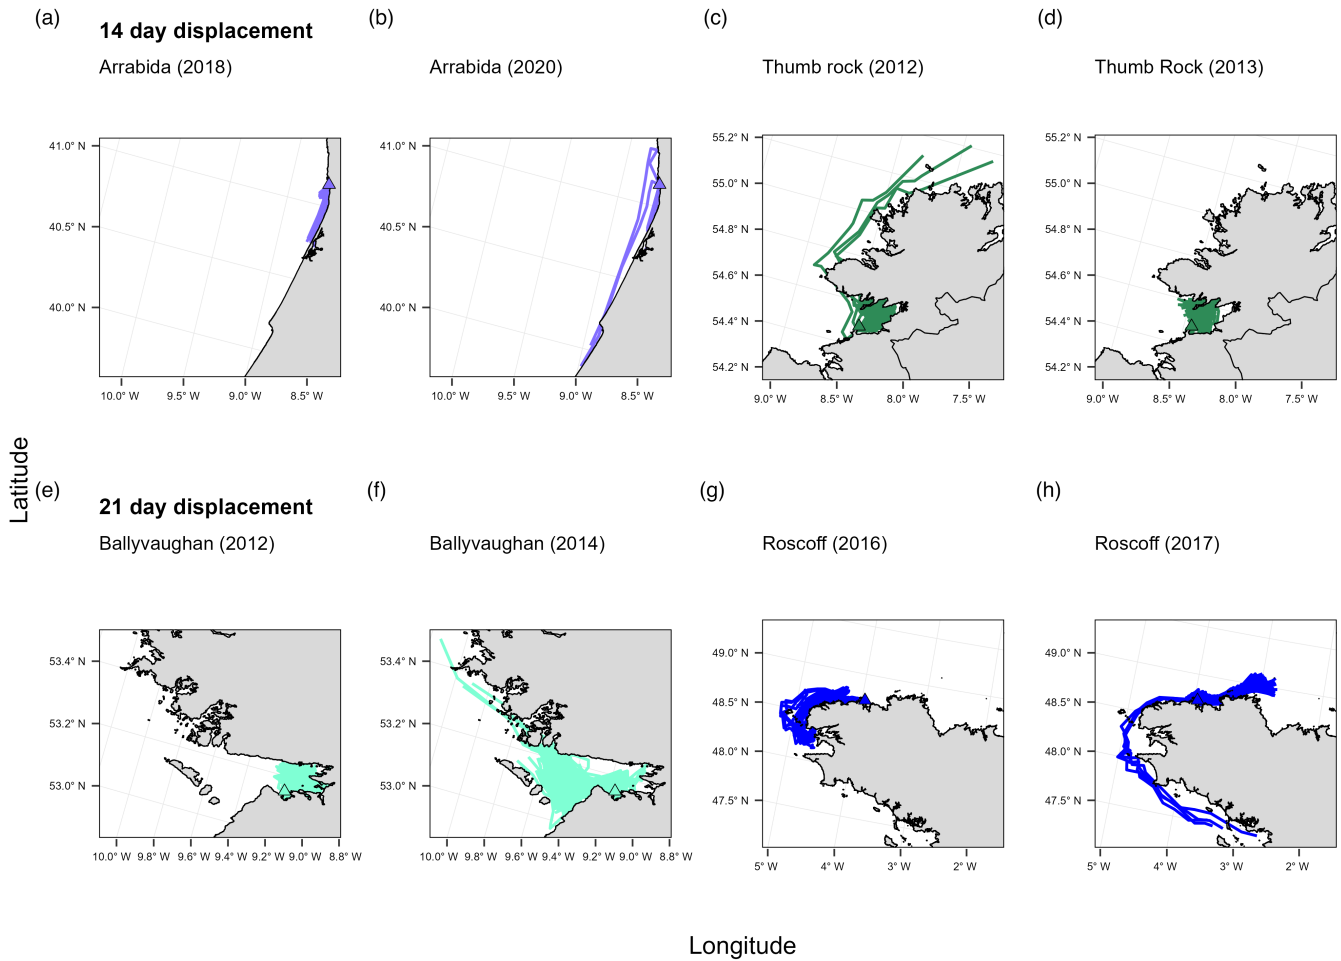 (a)
(b)
(c)
(d)
14 day displacement
Arrabida (2018)
Arrabida (2020)
Thumb rock (2012)
Thumb Rock (2013)
41.0° N
40.5° N
40.0° N
10.0° W 9.5° W 9.0° W 8.5° W
41.0° N
40.5° N
40.0° N
10.0° W 9.5° W 9.0° W 8.5° W
55.2° N
55.0° N
54.8° N
54.6° N
54.4° N
54.2° N
9.0° W 8.5° W 8.0° W 7.5° W
55.2° N
55.0° N
54.8° N
54.6° N
54.4° N
54.2° N
9.0° W 8.5° W 8.0° W 7.5° W
Latitude
(e)
(f)
(g)
(h)
21 day displacement
Ballyvaughan (2012)
Ballyvaughan (2014)
Roscoff (2016)
Roscoff (2017)
53.4° N
53.2° N
53.0° N
10.0° W 9.8° W 9.6° W 9.4° W 9.2° W 9.0° W 8.8° W
53.4° N
53.2° N
53.0° N
10.0° W 9.8° W 9.6° W 9.4° W 9.2° W 9.0° W 8.8° W
49.0° N
48.5° N
48.0° N
47.5° N
5° W 4° W 3° W 2° W
49.0° N
48.5° N
48.0° N
47.5° N
5° W 4° W 3° W 2° W
Longitude